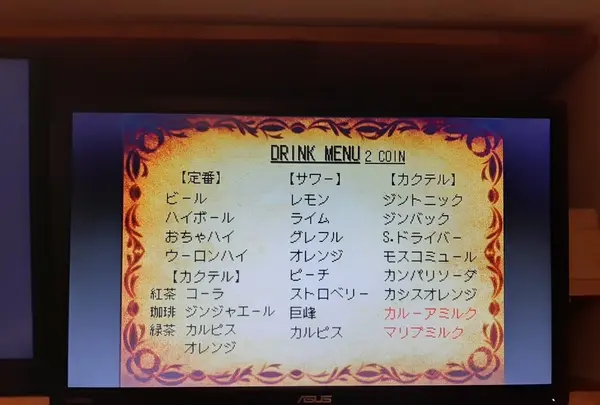 DRINK MENU 2 COIN
【定番】
ビール
ハイボール
おちゃハイ
ウーロンハイ
【カクテル】
紅茶 コーラ
珈琲 ジンジャエール
緑茶 カルピス
オレンジ
【サワー】
レモン
ライム
グレフル
オレンジ
ピーチ
ストロベリー
巨峰
カルピス
【カクテル】
ジントニック
ジンバック
S.ドライバー
モスコミュール
カンパリソーダ
カシスオレンジ
カルーアミルク
マリブミルク
ASUS